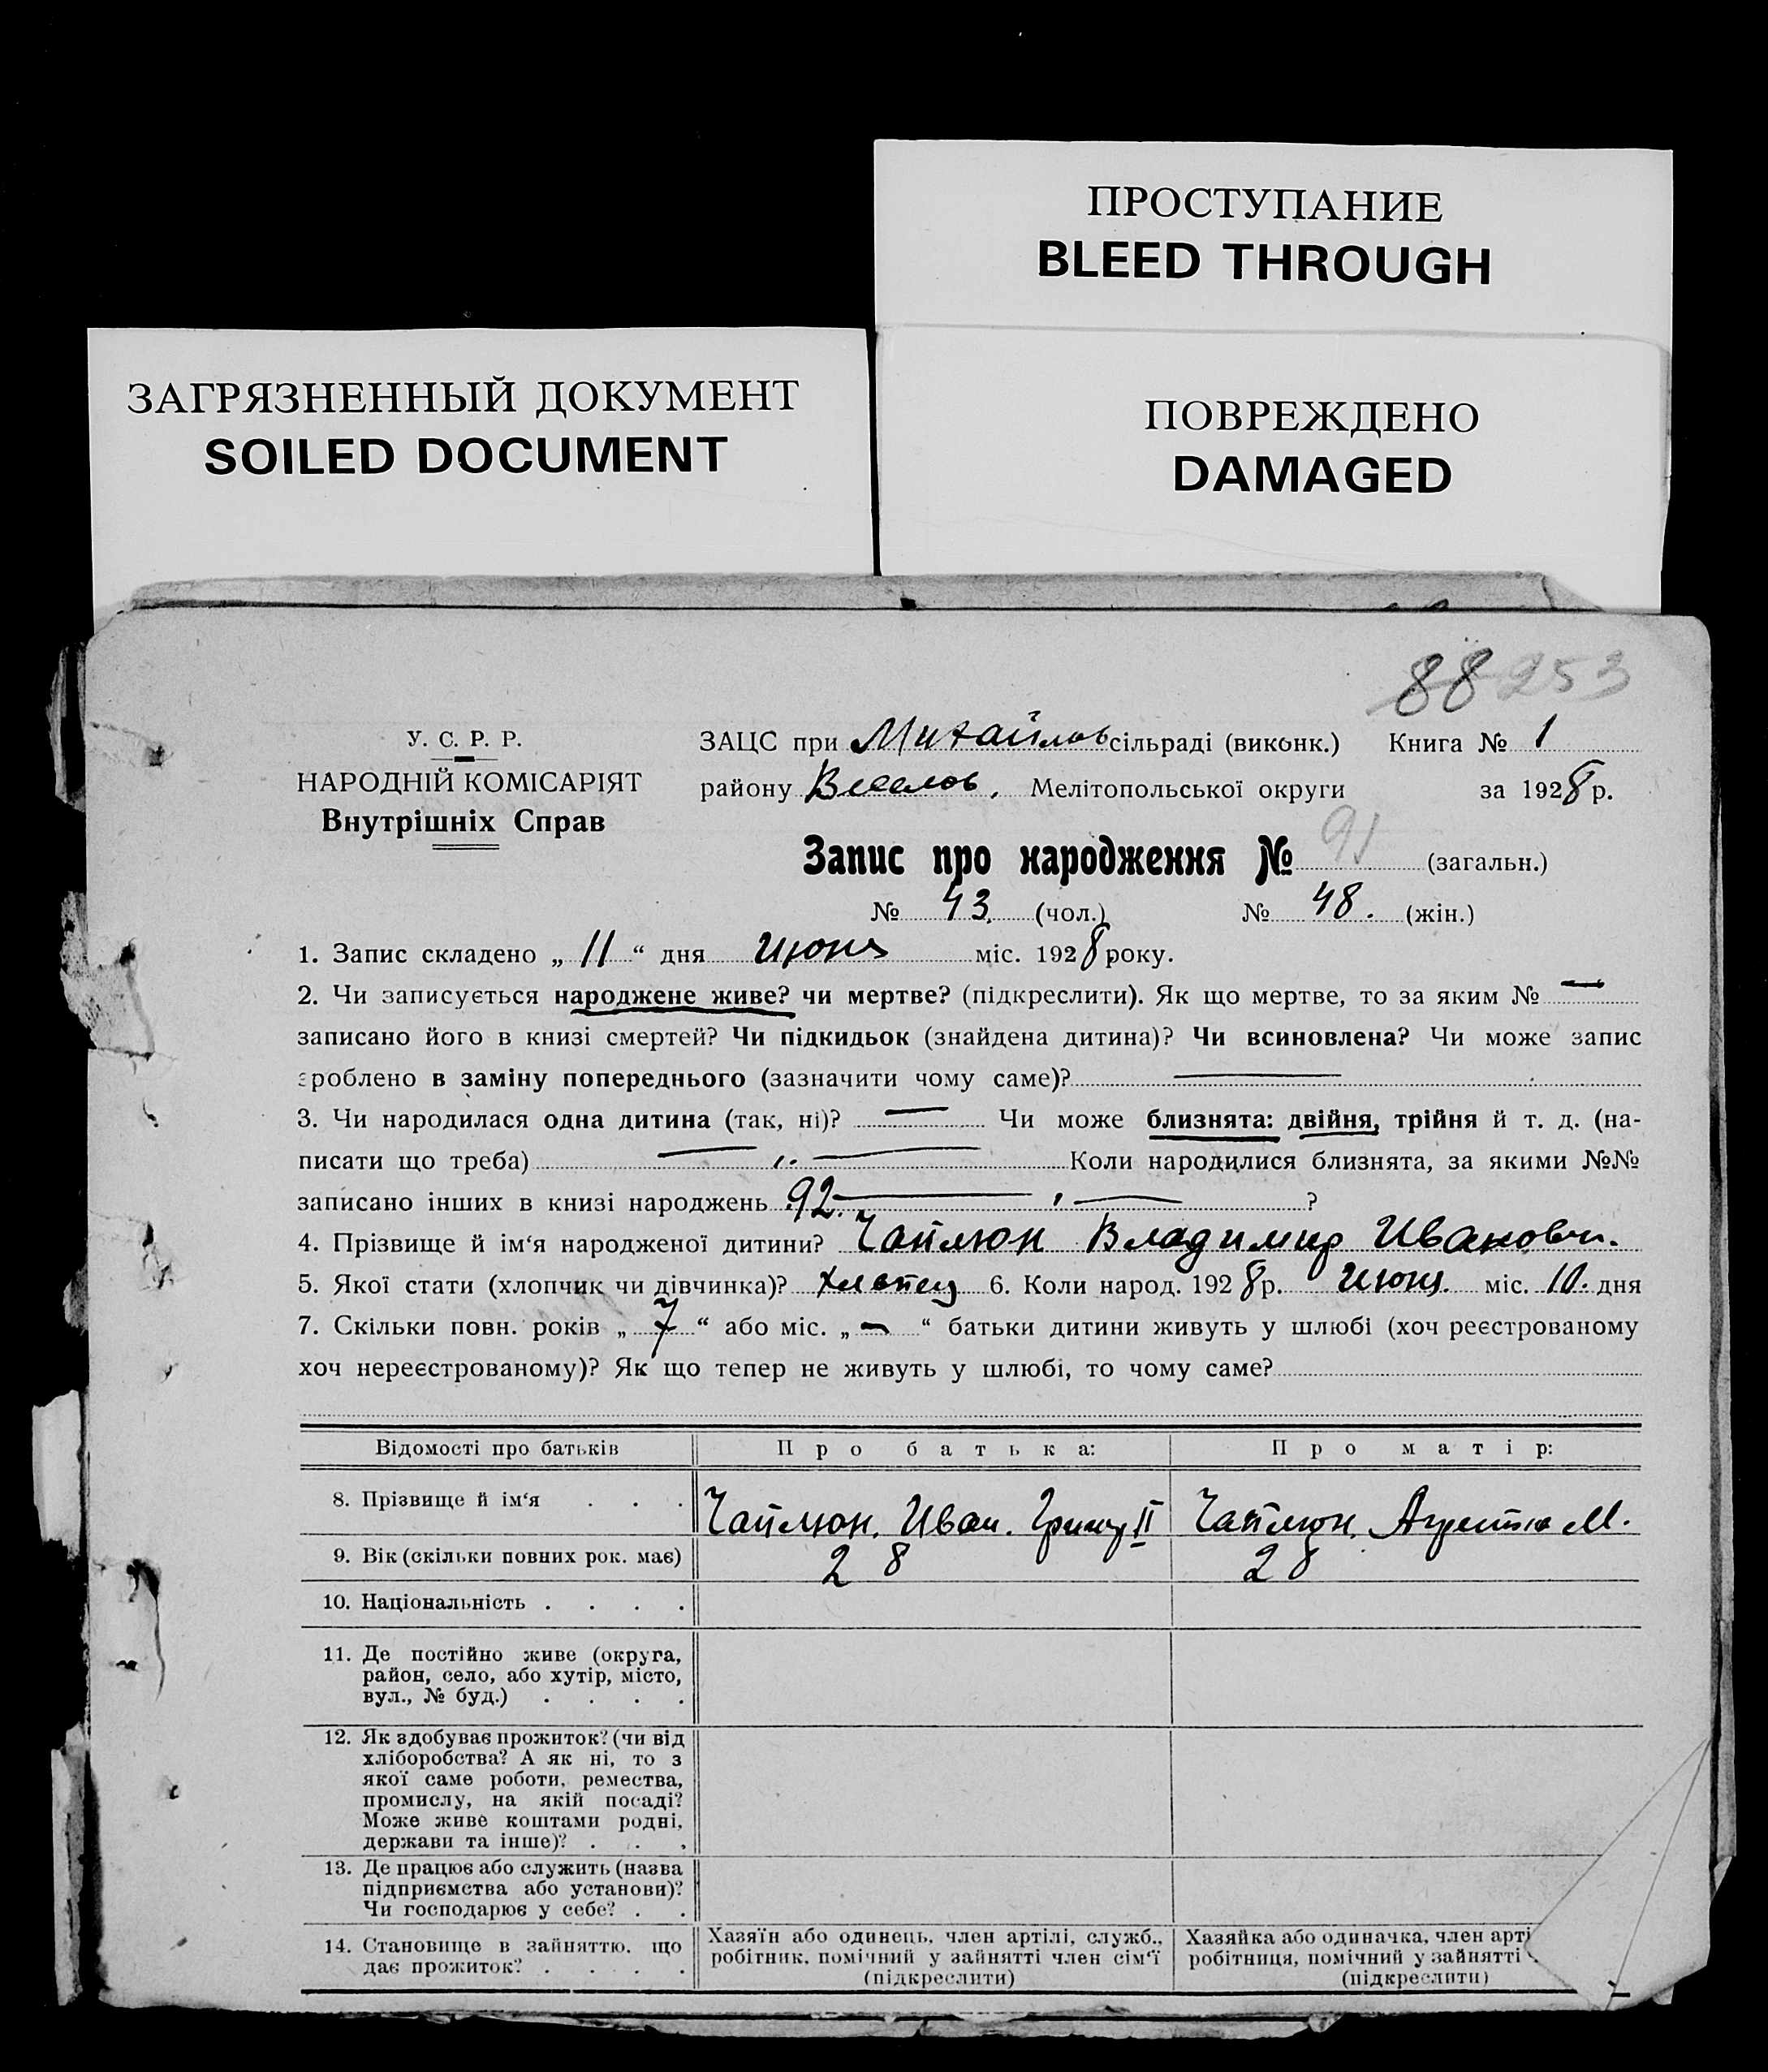 ПРОСТУПАНИЕ
BLEED THROUGH
ЗАГРЯЗНЕННЫЙ ДОКУМЕНТ
SOILED DOCUMENT
ПОВРЕЖДЕНО
DAMAGED
88 253
У. С. Р. Р.
НАРОДНІЙ КОМІСАРІЯТ
Внутрішніх Справ
ЗАЦС при Михайлов сільраді (виконк.) Книга № 1
району Веселов. Мелітопольської округи за 1928 р.
Запис про народження № 91 (загальн.)
№ 43. (чол.) № 48. (жін.)
1. Запис складено „ 11 “ дня июня міс. 1928 року.
2. Чи записується народжене живе? чи мертве? (підкреслити). Як що мертве, то за яким № —
записано його в книзі смертей? Чи підкидьок (знайдена дитина)? Чи всиновлена? Чи може запис
зроблено в заміну попереднього (зазначити чому саме)? —
3. Чи народилася одна дитина (так, ні)? — Чи може близнята: двійня, трійня й т. д. (на-
писати що треба) — „ — Коли народилися близнята, за якими №№
записано інших в книзі народжень 92. — , — ?
4. Прізвище й ім‘я народженої дитини? Чайлюн Владимир Иванович.
5. Якої стати (хлопчик чи дівчинка)? хлопец 6. Коли народ. 1928 р. июня. міс. 10. дня
7. Скільки повн. років „ 7 “ або міс. „ — “ батьки дитини живуть у шлюбі (хоч реєстрованому
хоч нереєстрованому)? Як що тепер не живуть у шлюбі, то чому саме?
Відомості про батьків Про батька: Про матір:
8. Прізвище й ім‘я . . . Чайлюн. Иван. II Чайлюн. М.
9. Вік (скільки повних рок. має) 28 28
10. Національність . . . .
11. Де постійно живе (округа,
район, село, або хутір, місто,
вул., № буд.) . . . .
12. Як здобуває прожиток? (чи від
хліборобства? А як ні, то з
якої саме роботи, ремества,
промислу, на якій посаді?
Може живе коштами родні,
держави та інше)? . . .
13. Де працює або служить (назва
підприємства або установи)?
Чи господарює у себе? . .
14. Становище в зайняттю, що
дає прожиток? . . . .
Хазяїн або одинець, член артілі, служб.,
робітник, помічний у зайнятті член сім‘ї
(підкреслити)
Хазяйка або одиначка, член арті
робітниця, помічний у зайнятті
(підкреслити)